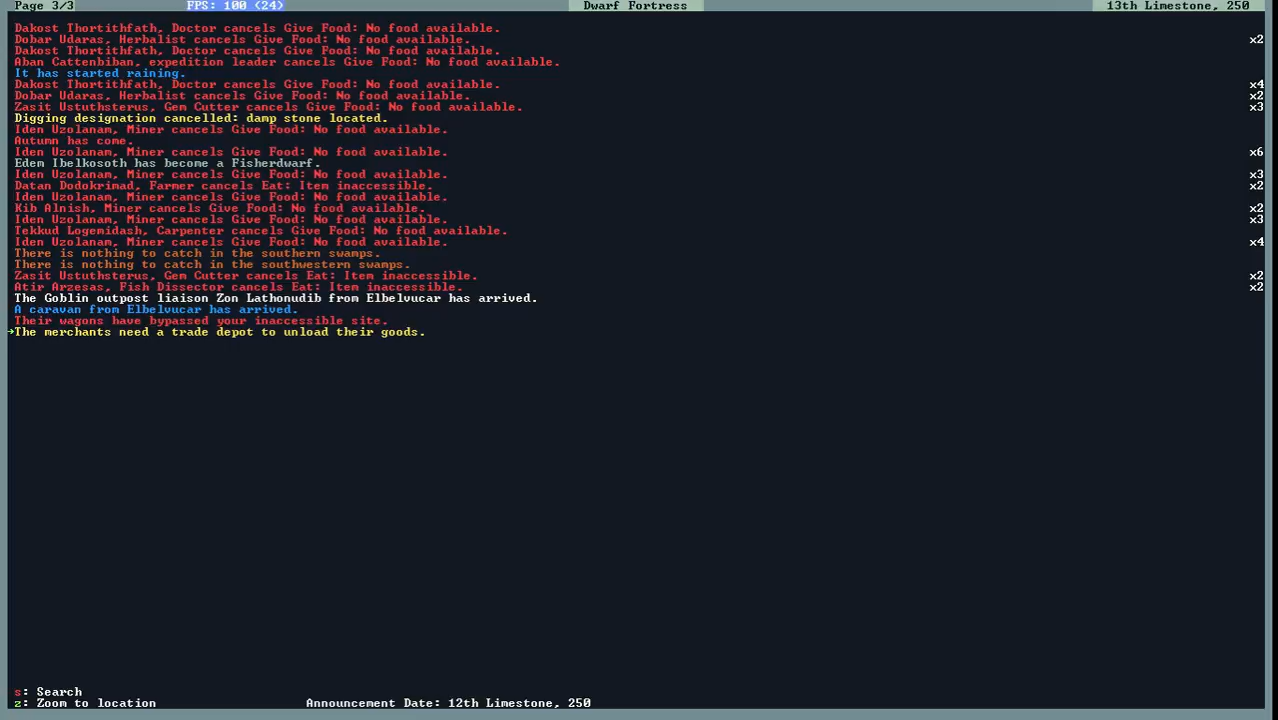 Page 3/3 FPS: 100 (24) Dwarf Fortress 13th Limestone, 250
Dakost Thortithfath, Doctor cancels Give Food: No food available.
Dobar Udaras, Herbalist cancels Give Food: No food available. x2
Dakost Thortithfath, Doctor cancels Give Food: No food available.
Aban Cattenbiban, expedition leader cancels Give Food: No food available.
It has started raining.
Dakost Thortithfath, Doctor cancels Give Food: No food available. x4
Dobar Udaras, Herbalist cancels Give Food: No food available. x2
Zasit Ustuthsterus, Gem Cutter cancels Give Food: No food available. x3
Digging designation cancelled: damp stone located.
Iden Uzolanam, Miner cancels Give Food: No food available.
Autumn has come.
Iden Uzolanam, Miner cancels Give Food: No food available. x6
Edem Ibelkosoth has become a Fisherdwarf.
Iden Uzolanam, Miner cancels Give Food: No food available. x3
Datan Dodokrimad, Farmer cancels Eat: Item inaccessible. x2
Iden Uzolanam, Miner cancels Give Food: No food available.
Kib Alnish, Miner cancels Give Food: No food available. x2
Iden Uzolanam, Miner cancels Give Food: No food available. x3
Tekkud Logemidash, Carpenter cancels Give Food: No food available.
Iden Uzolanam, Miner cancels Give Food: No food available. x4
There is nothing to catch in the southern swamps.
There is nothing to catch in the southwestern swamps.
Zasit Ustuthsterus, Gem Cutter cancels Eat: Item inaccessible. x2
Atir Arzesas, Fish Dissector cancels Eat: Item inaccessible. x2
The Goblin outpost liaison Zon Lathonudib from Elbelvucar has arrived.
A caravan from Elbelvucar has arrived.
Their wagons have bypassed your inaccessible site.
→The merchants need a trade depot to unload their goods.
s: Search
z: Zoom to location Announcement Date: 12th Limestone, 250